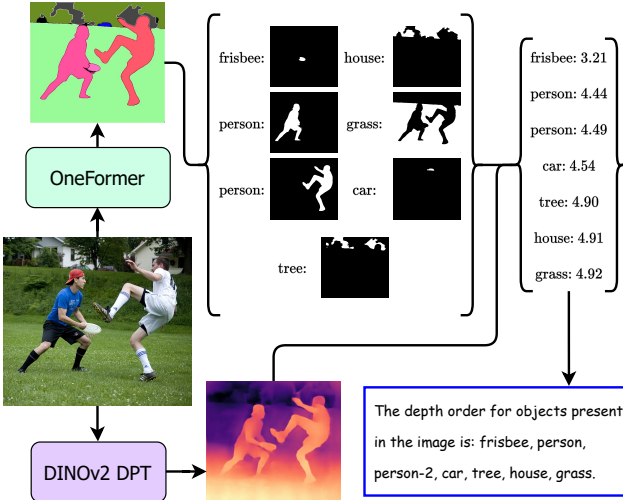 frisbee:
house:
person:
grass:
person:
car:
tree:
frisbee: 3.21
person: 4.44
person: 4.49
car: 4.54
tree: 4.90
house: 4.91
grass: 4.92
OneFormer
DINOv2 DPT
The depth order for objects present
in the image is: frisbee, person,
person-2, car, tree, house, grass.